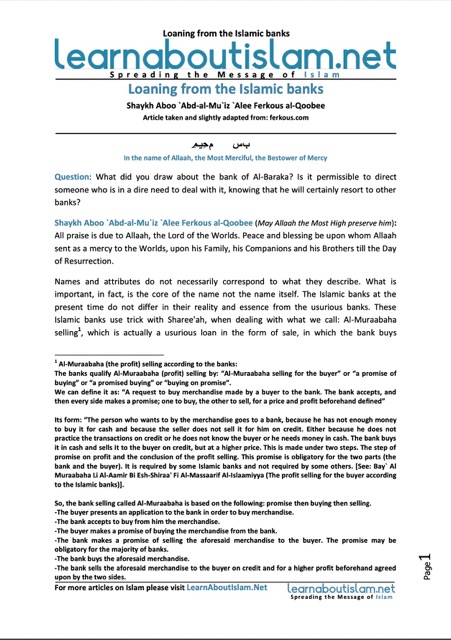 Loaning from the Islamic banks
learnaboutislam.net
Spreading the Message of Islam
Loaning from the Islamic banks
Shaykh Aboo `Abd-al-Mu`iz `Alee Ferkous al-Qoobee
Article taken and slightly adapted from: ferkous.com
In the name of Allaah, the Most Merciful, the Bestower of Mercy
Question: What did you draw about the bank of Al-Baraka? Is it permissible to direct
someone who is in a dire need to deal with it, knowing that he will certainly resort to other
banks?
Shaykh Aboo `Abd-al-Mu`iz `Alee Ferkous al-Qoobee (May Allaah the Most High preserve him):
All praise is due to Allaah, the Lord of the Worlds. Peace and blessing be upon whom Allaah
sent as a mercy to the Worlds, upon his Family, his Companions and his Brothers till the Day
of Resurrection.
Names and attributes do not necessarily correspond to what they describe. What is
important, in fact, is the core of the name not the name itself. The Islamic banks at the
present time do not differ in their reality and essence from the usurious banks. These
Islamic banks use trick with Sharee'ah, when dealing with what we call: Al-Muraabaha
selling1, which is actually a usurious loan in the form of sale, in which the bank buys
1 Al-Muraabaha (the profit) selling according to the banks:
The banks qualify Al-Muraabaha (profit) selling by: “Al-Muraabaha selling for the buyer” or “a promise of
buying” or “a promised buying” or “buying on promise”.
We can define it as: “A request to buy merchandise made by a buyer to the bank. The bank accepts, and
then every side makes a promise; one to buy, the other to sell, for a price and profit beforehand defined”
Its form: “The person who wants to by the merchandise goes to a bank, because he has not enough money
to buy it for cash and because the seller does not sell it for him on credit. Either because he does not
practice the transactions on credit or he does not know the buyer or he needs money in cash. The bank buys
it in cash and sells it to the buyer on credit, but at a higher price. This is made under two steps. The step of
promise on profit and the conclusion of the profit selling. This promise is obligation for the two parts (the
bank and the buyer). It is required by some Islamic banks and not required by some others. [See: Bay` Al
Muraabaha Li Al-Aamir Bi Esh-Shiraa' Fi Al-Massaarif Al-Islaamiyya (The profit selling for the buyer according
to the Islamic banks)].
So, the bank selling called Al-Muraabaha is based on the following: promise then buying then selling.
-The buyer presents an application to the bank in order to buy merchandise.
-The bank accepts to buy from him the merchandise.
-The buyer makes a promise of buying the merchandise from the bank.
-The bank makes a promise of selling the aforesaid merchandise to the buyer. The promise may be
obligatory for the majority of banks.
-The bank buys the aforesaid merchandise.
-The bank sells the aforesaid merchandise to the buyer on credit and for a higher profit beforehand agreed
upon by the two sides.
For more articles on Islam please visit LearnAboutIslam.Net
learnaboutislam.net
Spreading the Message of Islam
Page 1